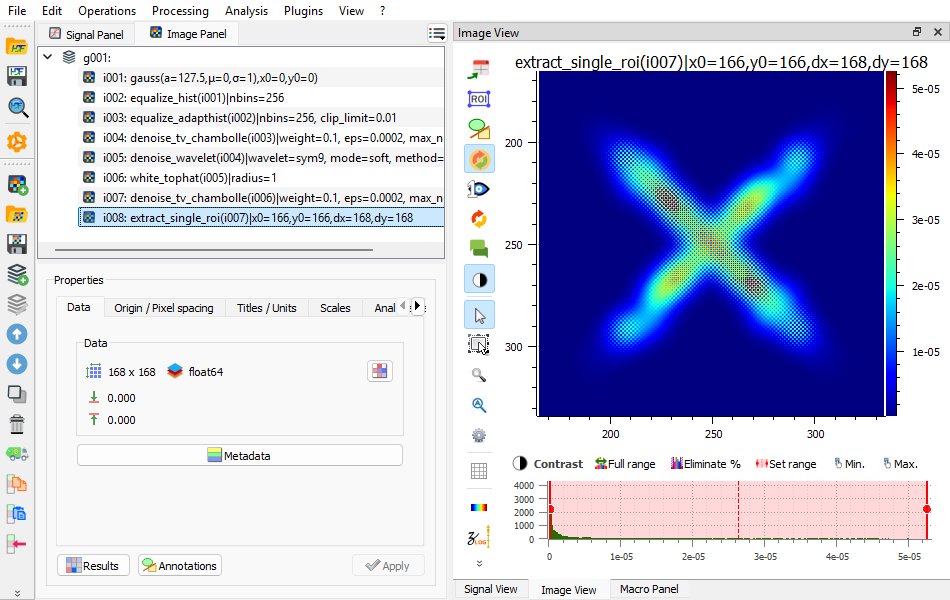 File Edit Operations Processing Analysis Plugins View ?
Signal Panel Image Panel
g001:
i001: gauss(a=127.5,μ=0,σ=1),x0=0,y0=0)
i002: equalize_hist(i001)|nbins=256
i003: equalize_adapthist(i002)|nbins=256, clip_limit=0.01
i004: denoise_tv_chambolle(i003)|weight=0.1, eps=0.0002, max_n
i005: denoise_wavelet(i004)|wavelet=sym9, mode=soft, method=
i006: white_tophat(i005)|radius=1
i007: denoise_tv_chambolle(i006)|weight=0.1, eps=0.0002, max_n
i008: extract_single_roi(i007)|x0=166,y0=166,dx=168,dy=168
Properties
Data Origin / Pixel spacing Titles / Units Scales Anal
Data
168 x 168 float64
0.000
0.000
Metadata
Results Annotations Apply
Image View
ROI
LOG
extract_single_roi(i007)|x0=166,y0=166,dx=168,dy=168
200
250
300
200 250 300
5e-05
4e-05
3e-05
2e-05
1e-05
Contrast Full range Eliminate % Set range Min. Max.
4000
3000
2000
1000
0
0 1e-05 2e-05 3e-05 4e-05 5e-05
Signal View Image View Macro Panel